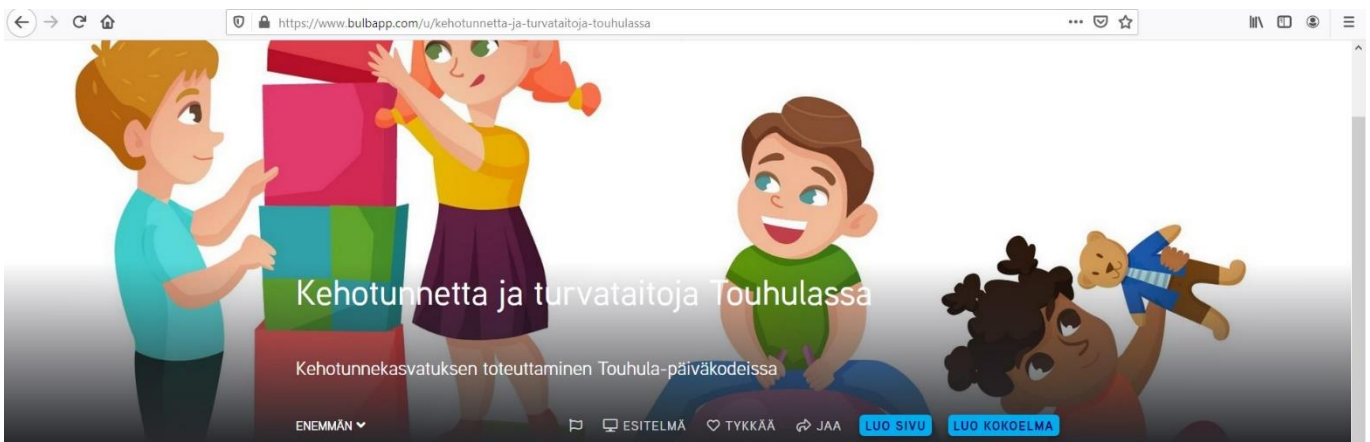 https://www.bulbapp.com/u/kehotunnetta-ja-turvataitoja-touhulassa
Kehotunnetta ja turvataitoja Touhulassa
Kehotunnekasvatuksen toteuttaminen Touhula-päiväkodeissa
ENEMMÄN ESITELMÄ TYKKÄÄ JAA LUO SIVU LUO KOKOELMA